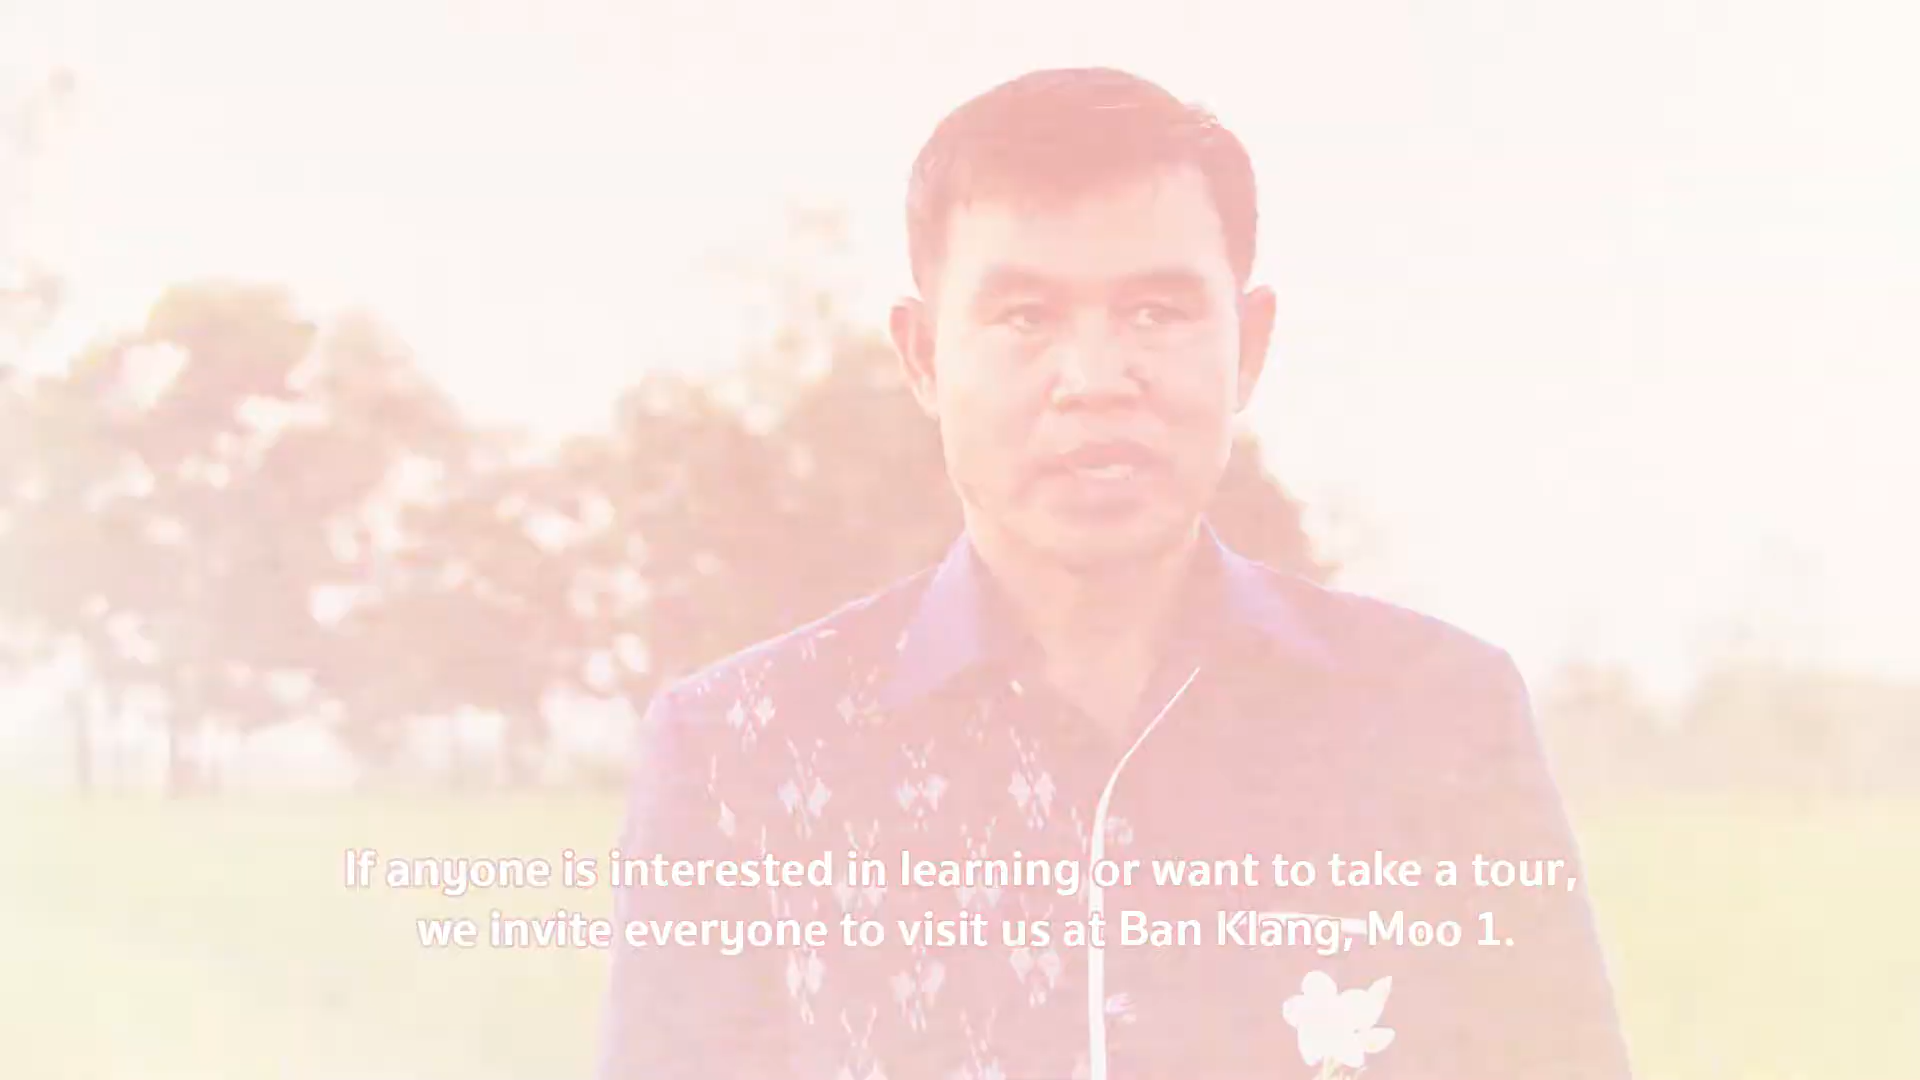 If anyone is interested in learning or want to take a tour,
we invite everyone to visit us at Ban Klang, Moo 1.